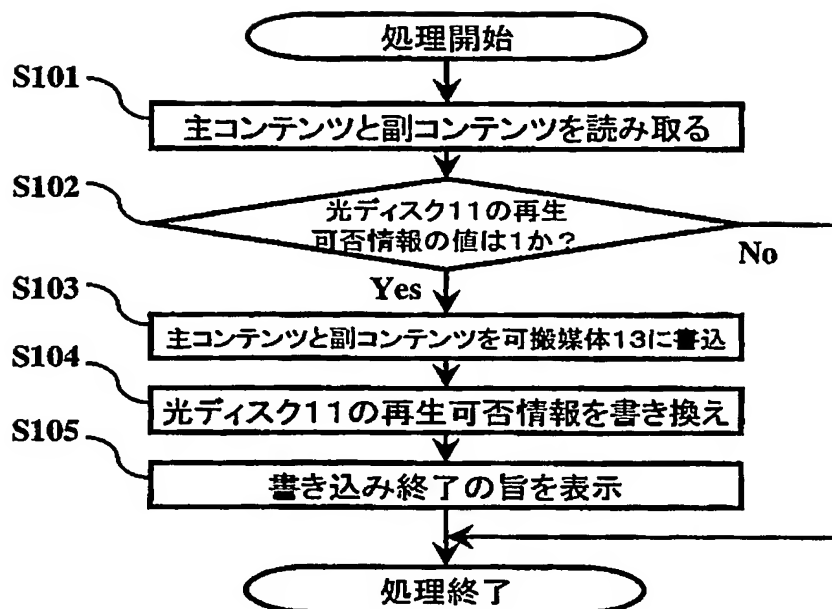 処理開始
S101
主コンテンツと副コンテンツを読み取る
S102
光ディスク11の再生
可否情報の値は1か?
No
Yes
S103
主コンテンツと副コンテンツを可搬媒体13に書込
S104
光ディスク11の再生可否情報を書き換え
S105
書き込み終了の旨を表示
処理終了